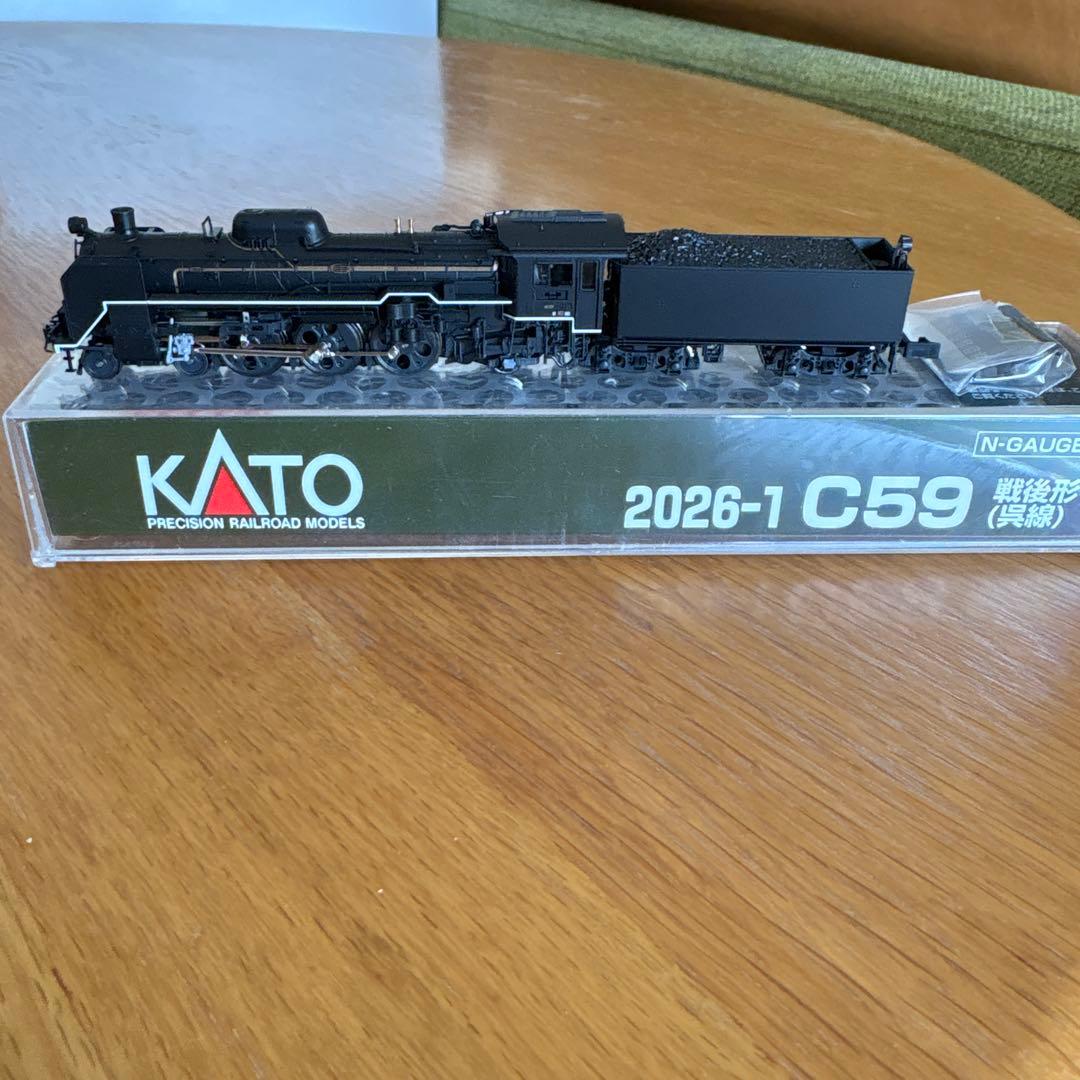 KATO
PRECISION RAILROAD MODELS
N-GAUGE
2026-1 C59 戦後形
(呉線)